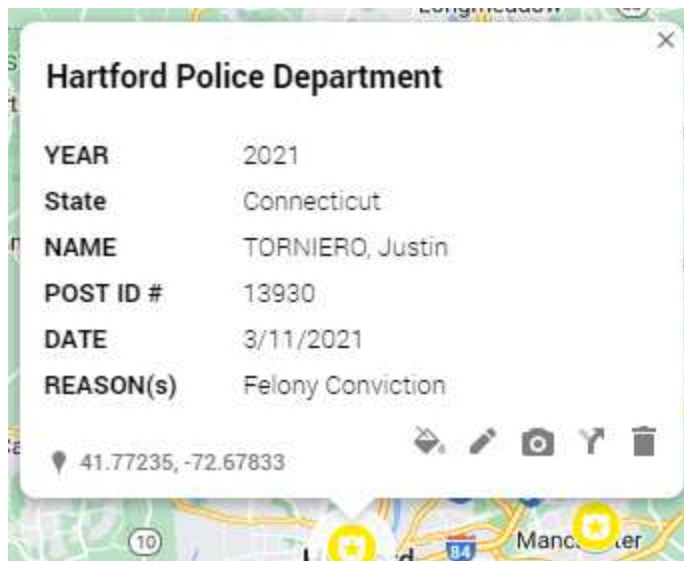 Longmeadow
Hartford Police Department
YEAR 2021
State Connecticut
NAME TORNIERO, Justin
POST ID # 13930
DATE 3/11/2021
REASON(s) Felony Conviction
41.77235, -72.67833
10
84